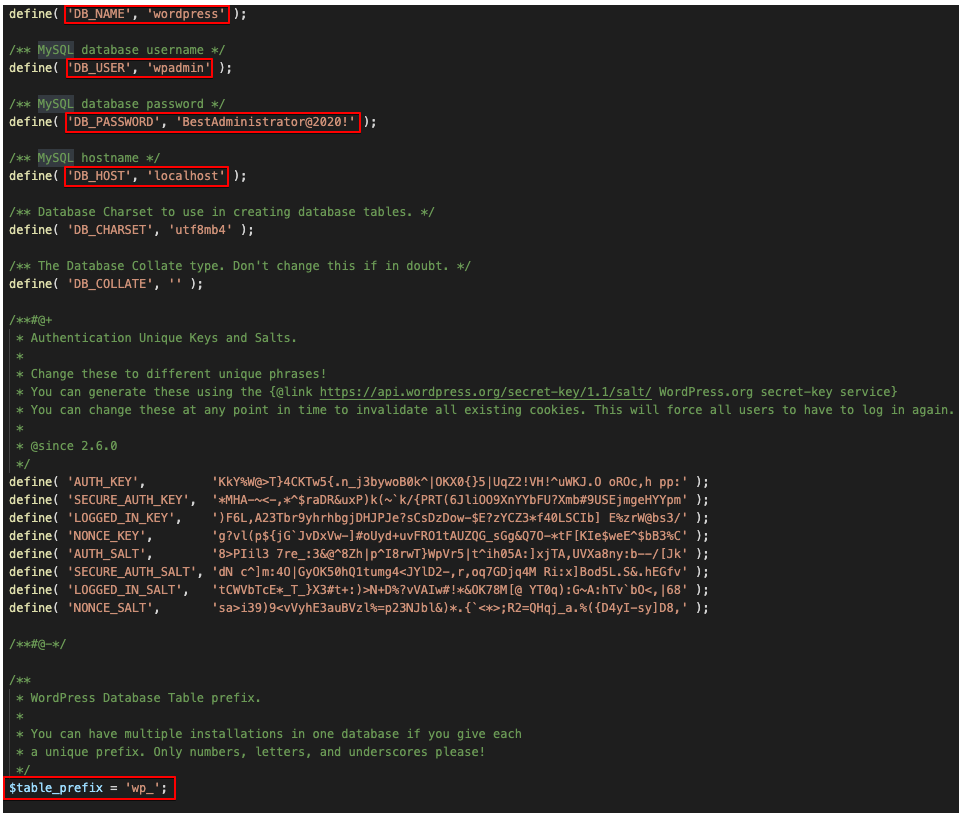 define( 'DB_NAME', 'wordpress' );
/** MySQL database username */
define( 'DB_USER', 'wpadmin' );
/** MySQL database password */
define( 'DB_PASSWORD', 'BestAdministrator@2020!' );
/** MySQL hostname */
define( 'DB_HOST', 'localhost' );
/** Database Charset to use in creating database tables. */
define( 'DB_CHARSET', 'utf8mb4' );
/** The Database Collate type. Don't change this if in doubt. */
define( 'DB_COLLATE', '' );
/**#@+
* Authentication Unique Keys and Salts.
*
* Change these to different unique phrases!
* You can generate these using the {@link https://api.wordpress.org/secret-key/1.1/salt/ WordPress.org secret-key service}
* You can change these at any point in time to invalidate all existing cookies. This will force all users to have to log in again.
*
* @since 2.6.0
*/
define( 'AUTH_KEY',         'KkY%W@>T}4CKTw5{.n_j3bywoB0k^|OKX0{}5|UqZ2!VH!^uWKJ.O oROc,h pp:' );
define( 'SECURE_AUTH_KEY',  '*MHA-~<-,*^$raDR&uxP)k(~`k/{PRT(6JliOO9XnYYbFU?Xmb#9USEjmgeHYYpm' );
define( 'LOGGED_IN_KEY',    ')F6L,A23Tbr9yhrhbgjDHJPJe?sCsDzDow-$E?zYCZ3*f40LSCIb] E%zrW@bs3/' );
define( 'NONCE_KEY',        'g?vl(p${jG`JvDxVw-]#oUyd+uvFRO1tAUZQG_sGg&Q7O-*tF[KIe$weE^$bB3%C' );
define( 'AUTH_SALT',        '8>PIil3 7re_:3&@^8Zh|p^I8rwT}WpVr5|t^ih05A:]xjTA,UVXa8ny:b--/[Jk' );
define( 'SECURE_AUTH_SALT', 'dN c^]m:4O|GyOK50hQ1tumg4<JYlD2-,r,oq7GDjq4M Ri:x]Bod5L.S&.hEGfv' );
define( 'LOGGED_IN_SALT',   'tCWVbTcE*_T_}X3#t+:)>N+D%?vVAIw#!*&OK78M[@ YT0q):G~A:hTv`bO<,|68' );
define( 'NONCE_SALT',       'sa>i39)9<vVyhE3auBVzl%=p23NJbl&)*.{`<*>;R2=QHqj_a.%({D4yI-sy]D8,' );
/**#@-*/
/**
* WordPress Database Table prefix.
*
* You can have multiple installations in one database if you give each
* a unique prefix. Only numbers, letters, and underscores please!
*/
$table_prefix = 'wp_';